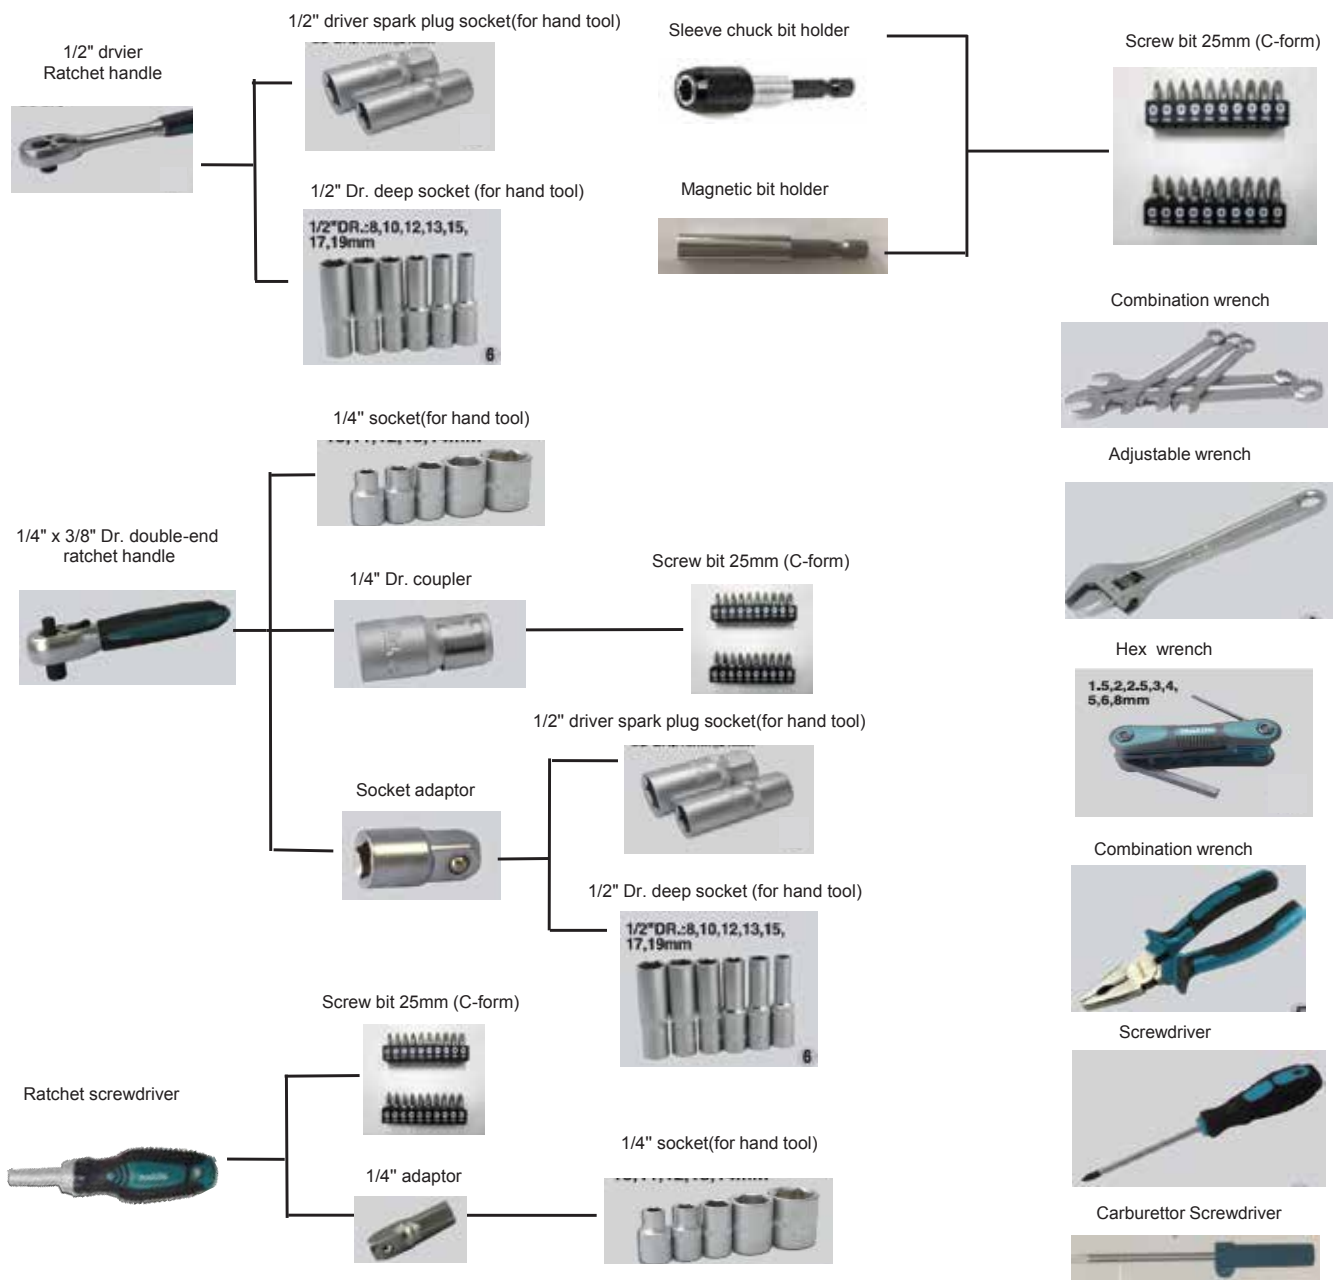 1/2" drvier
Ratchet handle
1/2" driver spark plug socket(for hand tool)
1/2" Dr. deep socket (for hand tool)
1/2"DR.:8,10,12,13,15,
17,19mm
6
Sleeve chuck bit holder
Magnetic bit holder
Screw bit 25mm (C-form)
Combination wrench
Adjustable wrench
Hex wrench
1.5,2,2.5,3,4,
5,6,8mm
Combination wrench
Screwdriver
Carburettor Screwdriver
1/4" x 3/8" Dr. double-end
ratchet handle
1/4" socket(for hand tool)
1/4" Dr. coupler
Screw bit 25mm (C-form)
Socket adaptor
1/2" driver spark plug socket(for hand tool)
1/2" Dr. deep socket (for hand tool)
1/2"DR.:8,10,12,13,15,
17,19mm
6
Ratchet screwdriver
Screw bit 25mm (C-form)
1/4" adaptor
1/4" socket(for hand tool)